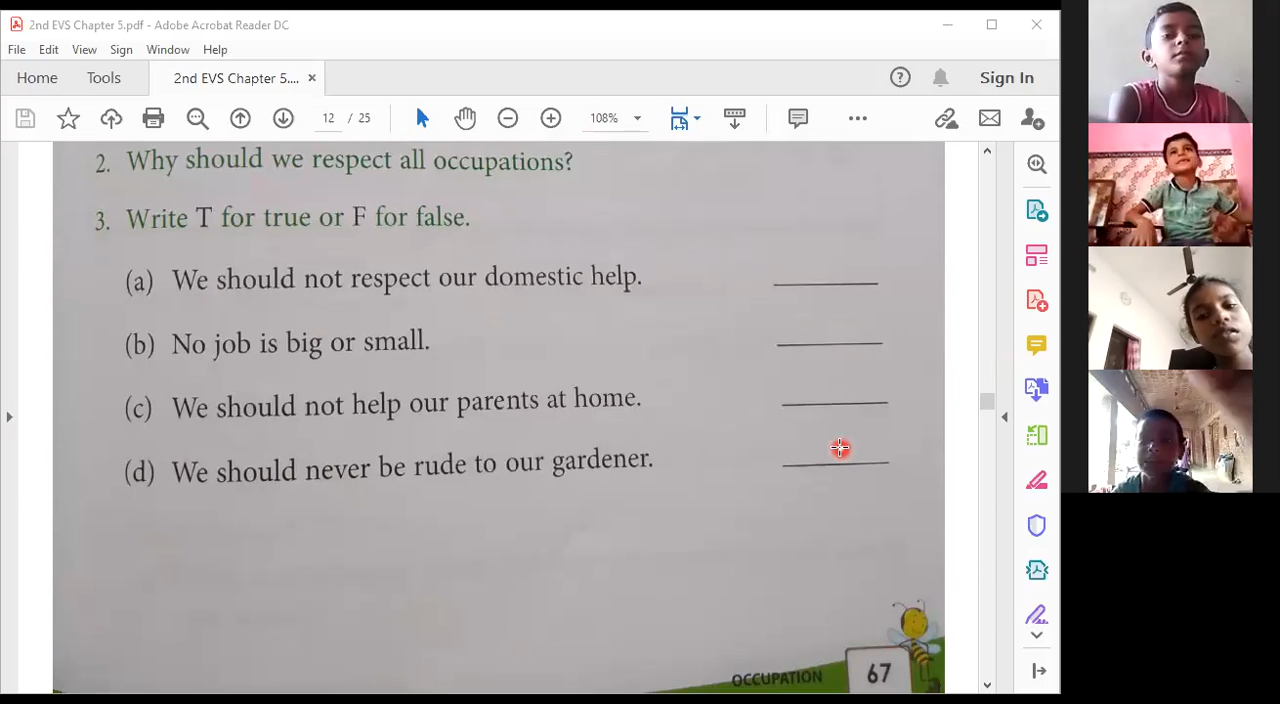 2nd EVS Chapter 5.pdf - Adobe Acrobat Reader DC
File Edit View Sign Window Help
Home Tools 2nd EVS Chapter 5.... × Sign In
12 / 25 108%
2. Why should we respect all occupations?
3. Write T for true or F for false.
(a) We should not respect our domestic help.
(b) No job is big or small.
(c) We should not help our parents at home.
(d) We should never be rude to our gardener.
OCCUPATION 67